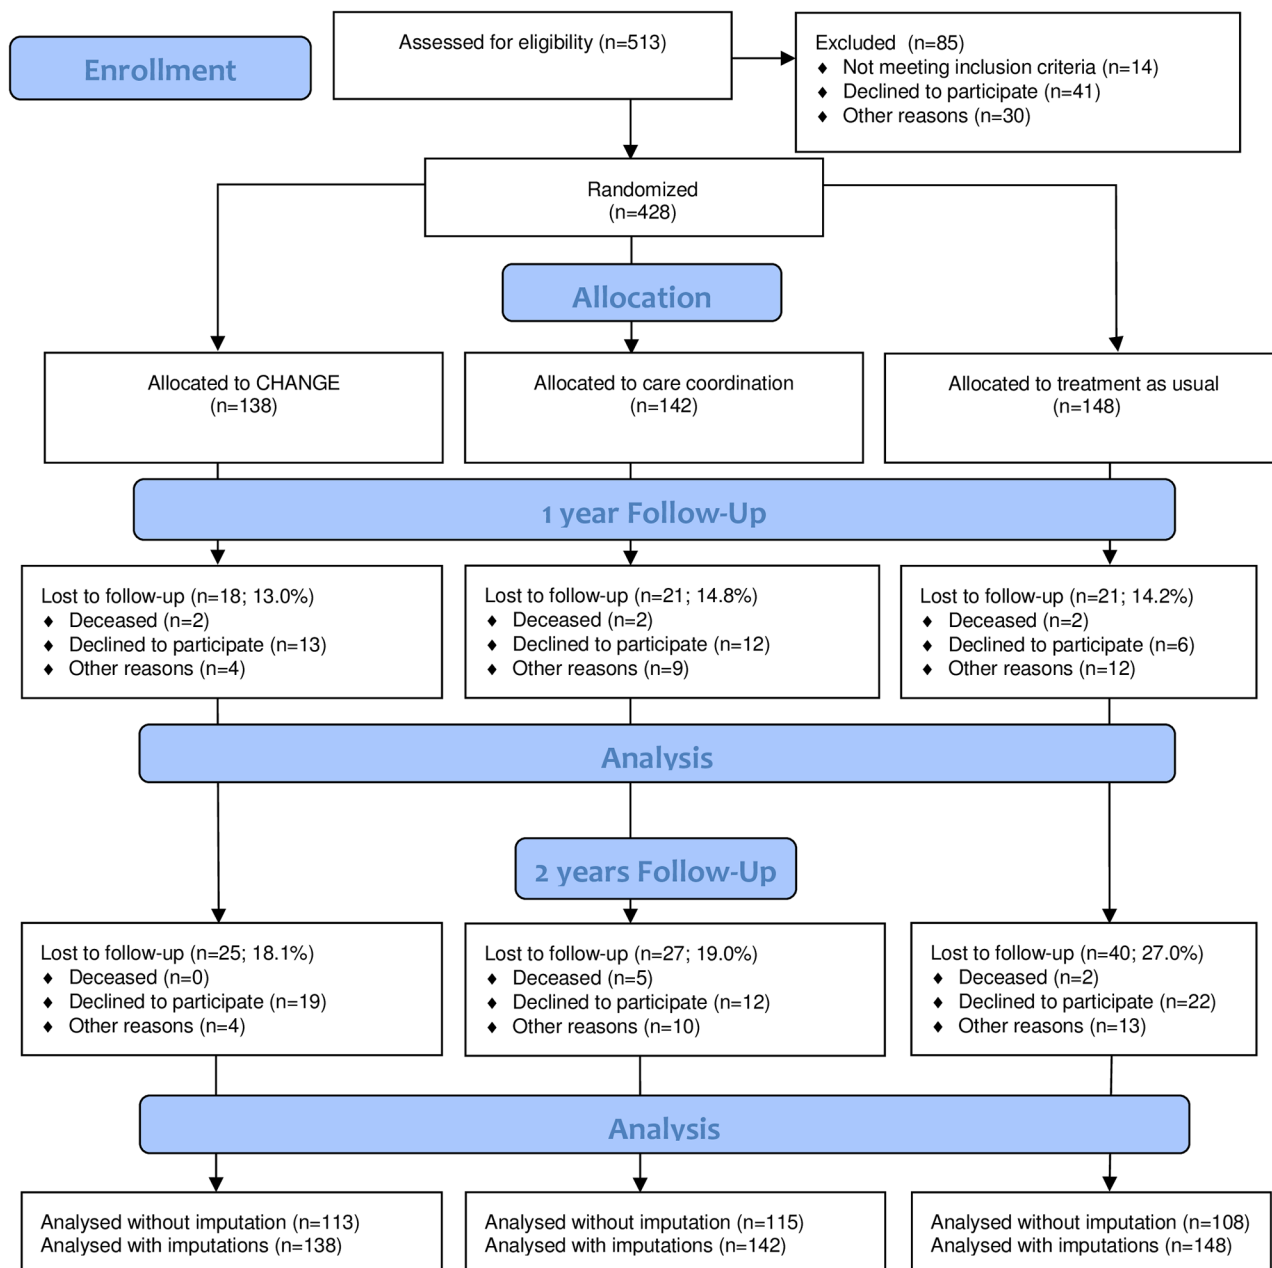 Enrollment
Assessed for eligibility (n=513)
Excluded  (n=85)
♦ Not meeting inclusion criteria (n=14)
♦ Declined to participate (n=41)
♦ Other reasons (n=30)
Randomized
(n=428)
Allocation
Allocated to CHANGE
(n=138)
Allocated to care coordination
(n=142)
Allocated to treatment as usual
(n=148)
1 year Follow-Up
Lost to follow-up (n=18; 13.0%)
♦ Deceased (n=2)
♦ Declined to participate (n=13)
♦ Other reasons (n=4)
Lost to follow-up (n=21; 14.8%)
♦ Deceased (n=2)
♦ Declined to participate (n=12)
♦ Other reasons (n=9)
Lost to follow-up (n=21; 14.2%)
♦ Deceased (n=2)
♦ Declined to participate (n=6)
♦ Other reasons (n=12)
Analysis
2 years Follow-Up
Lost to follow-up (n=25; 18.1%)
♦ Deceased (n=0)
♦ Declined to participate (n=19)
♦ Other reasons (n=4)
Lost to follow-up (n=27; 19.0%)
♦ Deceased (n=5)
♦ Declined to participate (n=12)
♦ Other reasons (n=10)
Lost to follow-up (n=40; 27.0%)
♦ Deceased (n=2)
♦ Declined to participate (n=22)
♦ Other reasons (n=13)
Analysis
Analysed without imputation (n=113)
Analysed with imputations (n=138)
Analysed without imputation (n=115)
Analysed with imputations (n=142)
Analysed without imputation (n=108)
Analysed with imputations (n=148)